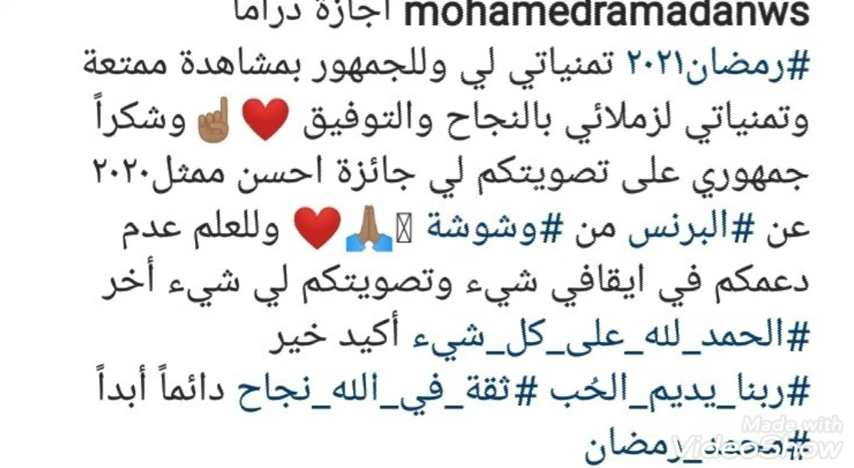 mohamedramadanws اجازة دراما
#رمضان٢٠٢١ تمنياتي لي وللجمهور بمشاهدة ممتعة
وتمنياتي لزملائي بالنجاح والتوفيق ❤️☝🏽وشكراً
جمهوري على تصويتكم لي جائزة احسن ممثل٢٠٢٠
عن #البرنس من #وشوشة 🙏🏽❤️ وللعلم عدم
دعمكم في ايقافي شيء وتصويتكم لي شيء أخر
#الحمد_لله_على_كل_شيء أكيد خير
#ربنا_يديم_الحُب #ثقة_في_الله_نجاح دائماً أبداً
#محمد_رمضان
Made with
VideoShow